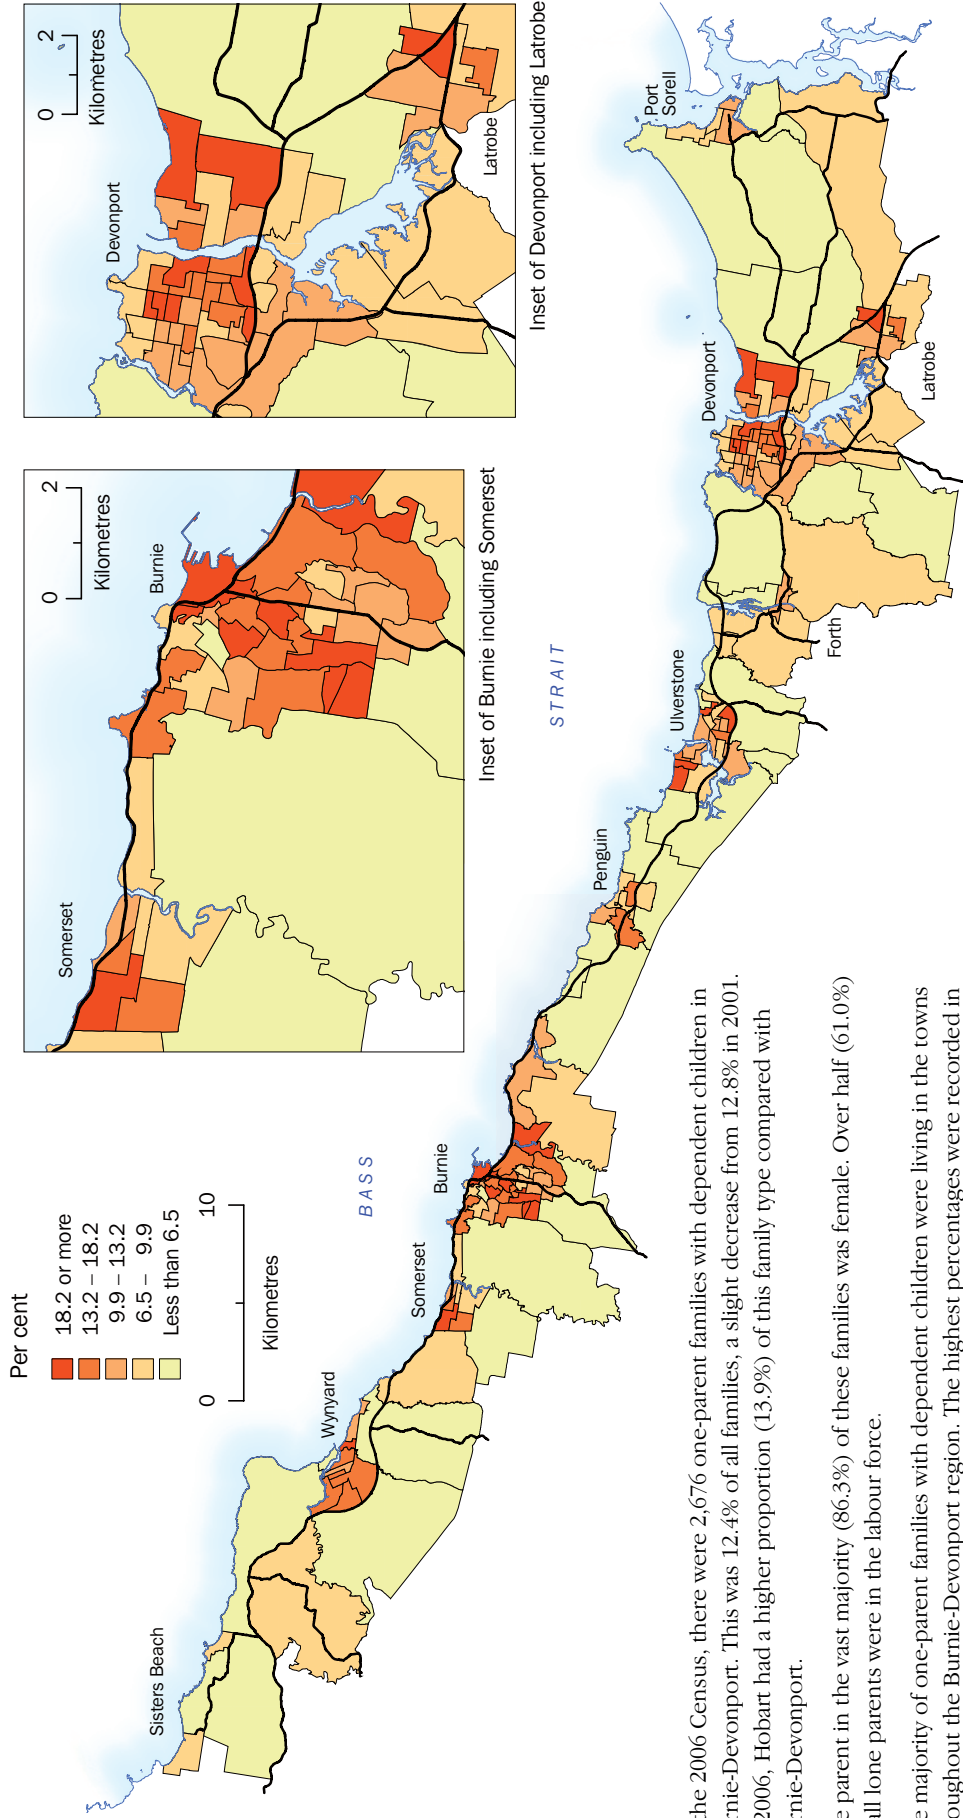 Per cent
18.2 or more
13.2 – 18.2
9.9 – 13.2
6.5 – 9.9
Less than 6.5
0 10
Kilometres
Somerset
Burnie
0 2
Kilometres
Inset of Burnie including Somerset
Devonport
Latrobe
0 2
Kilometres
Inset of Devonport including Latrobe
Sisters Beach
Wynyard
Somerset
Burnie
BASS
STRAIT
Penguin
Ulverstone
Forth
Devonport
Latrobe
Port
Sorell
the 2006 Census, there were 2,676 one-parent families with dependent children in
rnie-Devonport. This was 12.4% of all families, a slight decrease from 12.8% in 2001.
2006, Hobart had a higher proportion (13.9%) of this family type compared with
rnie-Devonport.
e parent in the vast majority (86.3%) of these families was female. Over half (61.0%)
all lone parents were in the labour force.
e majority of one-parent families with dependent children were living in the towns
oughout the Burnie-Devonport region. The highest percentages were recorded in